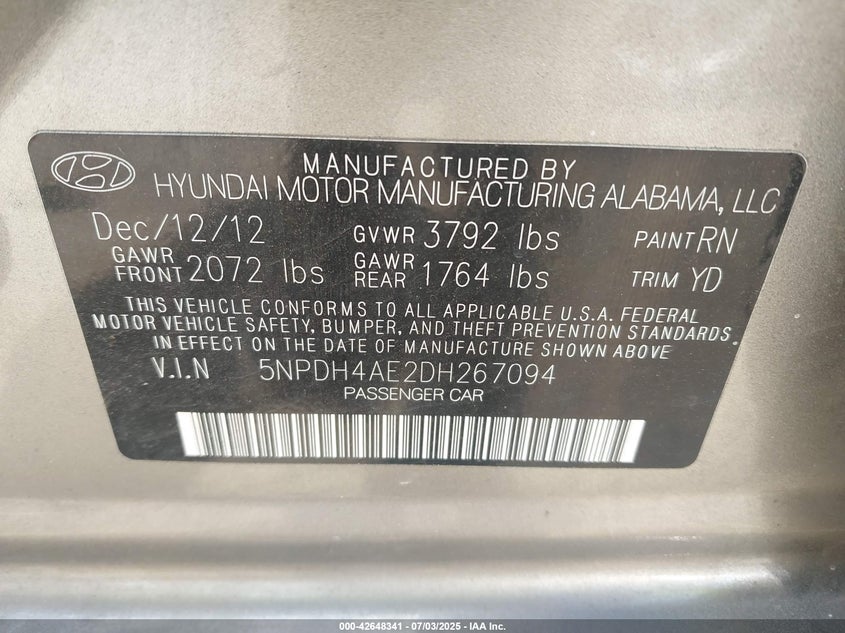 MANUFACTURED BY
HYUNDAI MOTOR MANUFACTURING ALABAMA, LLC
Dec/12/12 GVWR 3792 lbs PAINT RN
GAWR FRONT 2072 lbs GAWR REAR 1764 lbs TRIM YD
THIS VEHICLE CONFORMS TO ALL APPLICABLE U.S.A. FEDERAL
MOTOR VEHICLE SAFETY, BUMPER, AND THEFT PREVENTION STANDARDS.
IN EFFECT ON THE DATE OF MANUFACTURE SHOWN ABOVE
V.I.N 5NPDH4AE2DH267094
PASSENGER CAR
000-42648341 - 07/03/2025 - IAA Inc.